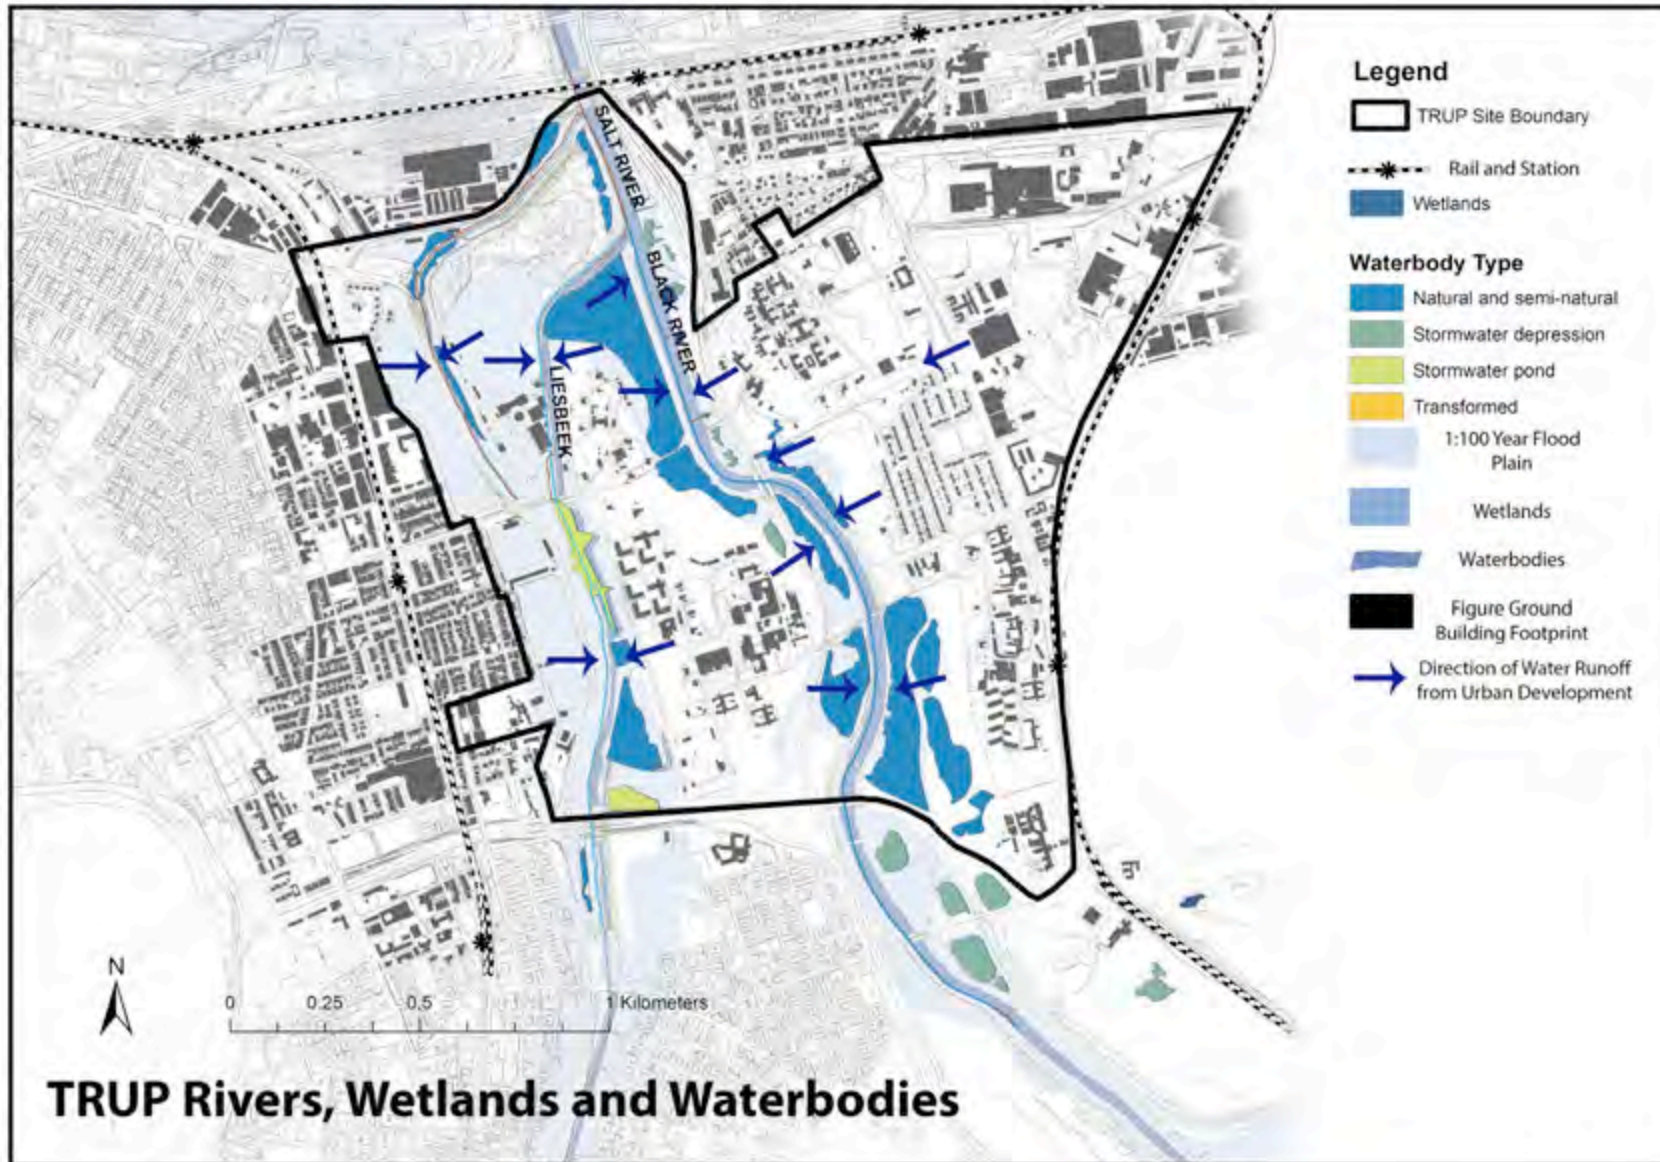 SALT RIVER
BLACK RIVER
LIESBEEK
N
0 0.25 0.5 1 Kilometers
TRUP Rivers, Wetlands and Waterbodies
Legend
TRUP Site Boundary
Rail and Station
Wetlands
Waterbody Type
Natural and semi-natural
Stormwater depression
Stormwater pond
Transformed
1:100 Year Flood
Plain
Wetlands
Waterbodies
Figure Ground
Building Footprint
Direction of Water Runoff
from Urban Development